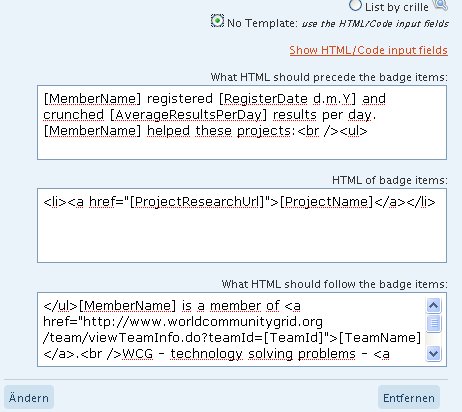 List by crille
No Template: use the HTML/Code input fields
Show HTML/Code input fields
What HTML should precede the badge items:
[MemberName] registered [RegisterDate d.m.Y] and
crunched [AverageResultsPerDay] results per day.
[MemberName] helped these projects:<br /><ul>
HTML of badge items:
<li><a href="[ProjectResearchUrl]">[ProjectName]</a></li>
What HTML should follow the badge items:
</ul>[MemberName] is a member of <a
href="http://www.worldcommunitygrid.org
/team/viewTeamInfo.do?teamId=[TeamId]">[TeamName]
</a>.<br />WCG - technology solving problems - <a
Ändern
Entfernen